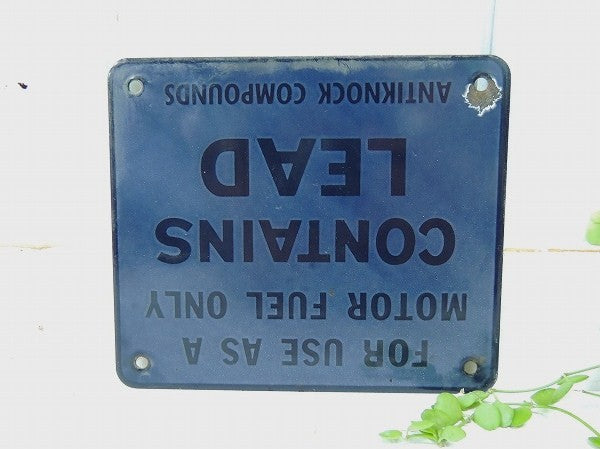 FOR USE AS A
MOTOR FUEL ONLY
CONTAINS
LEAD
ANTIKNOCK COMPOUNDS